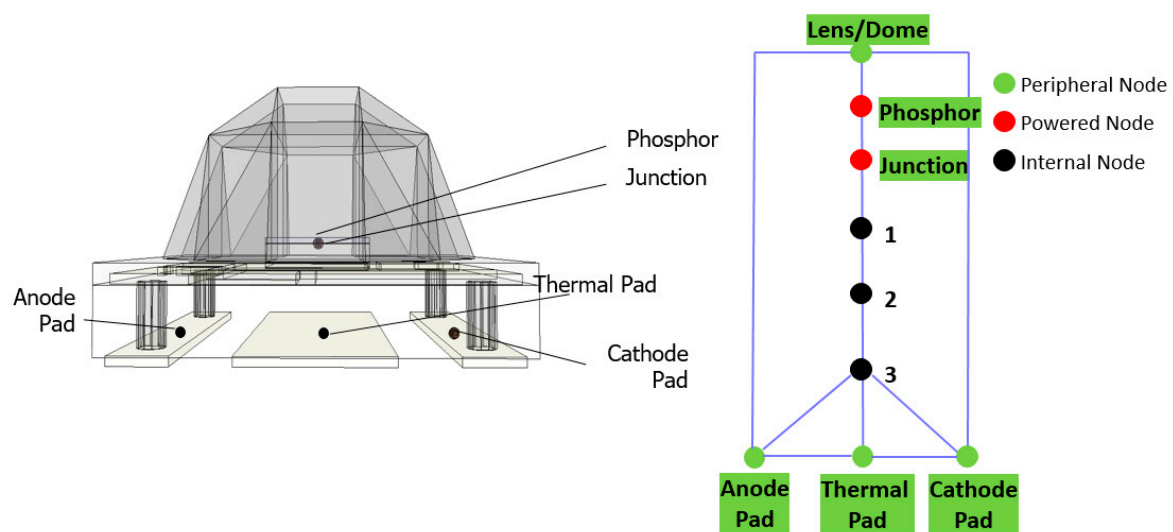 Phosphor
Junction
Anode
Pad
Thermal Pad
Cathode
Pad
Lens/Dome
Phosphor
Junction
1
2
3
Anode
Pad
Thermal
Pad
Cathode
Pad
Peripheral Node
Powered Node
Internal Node